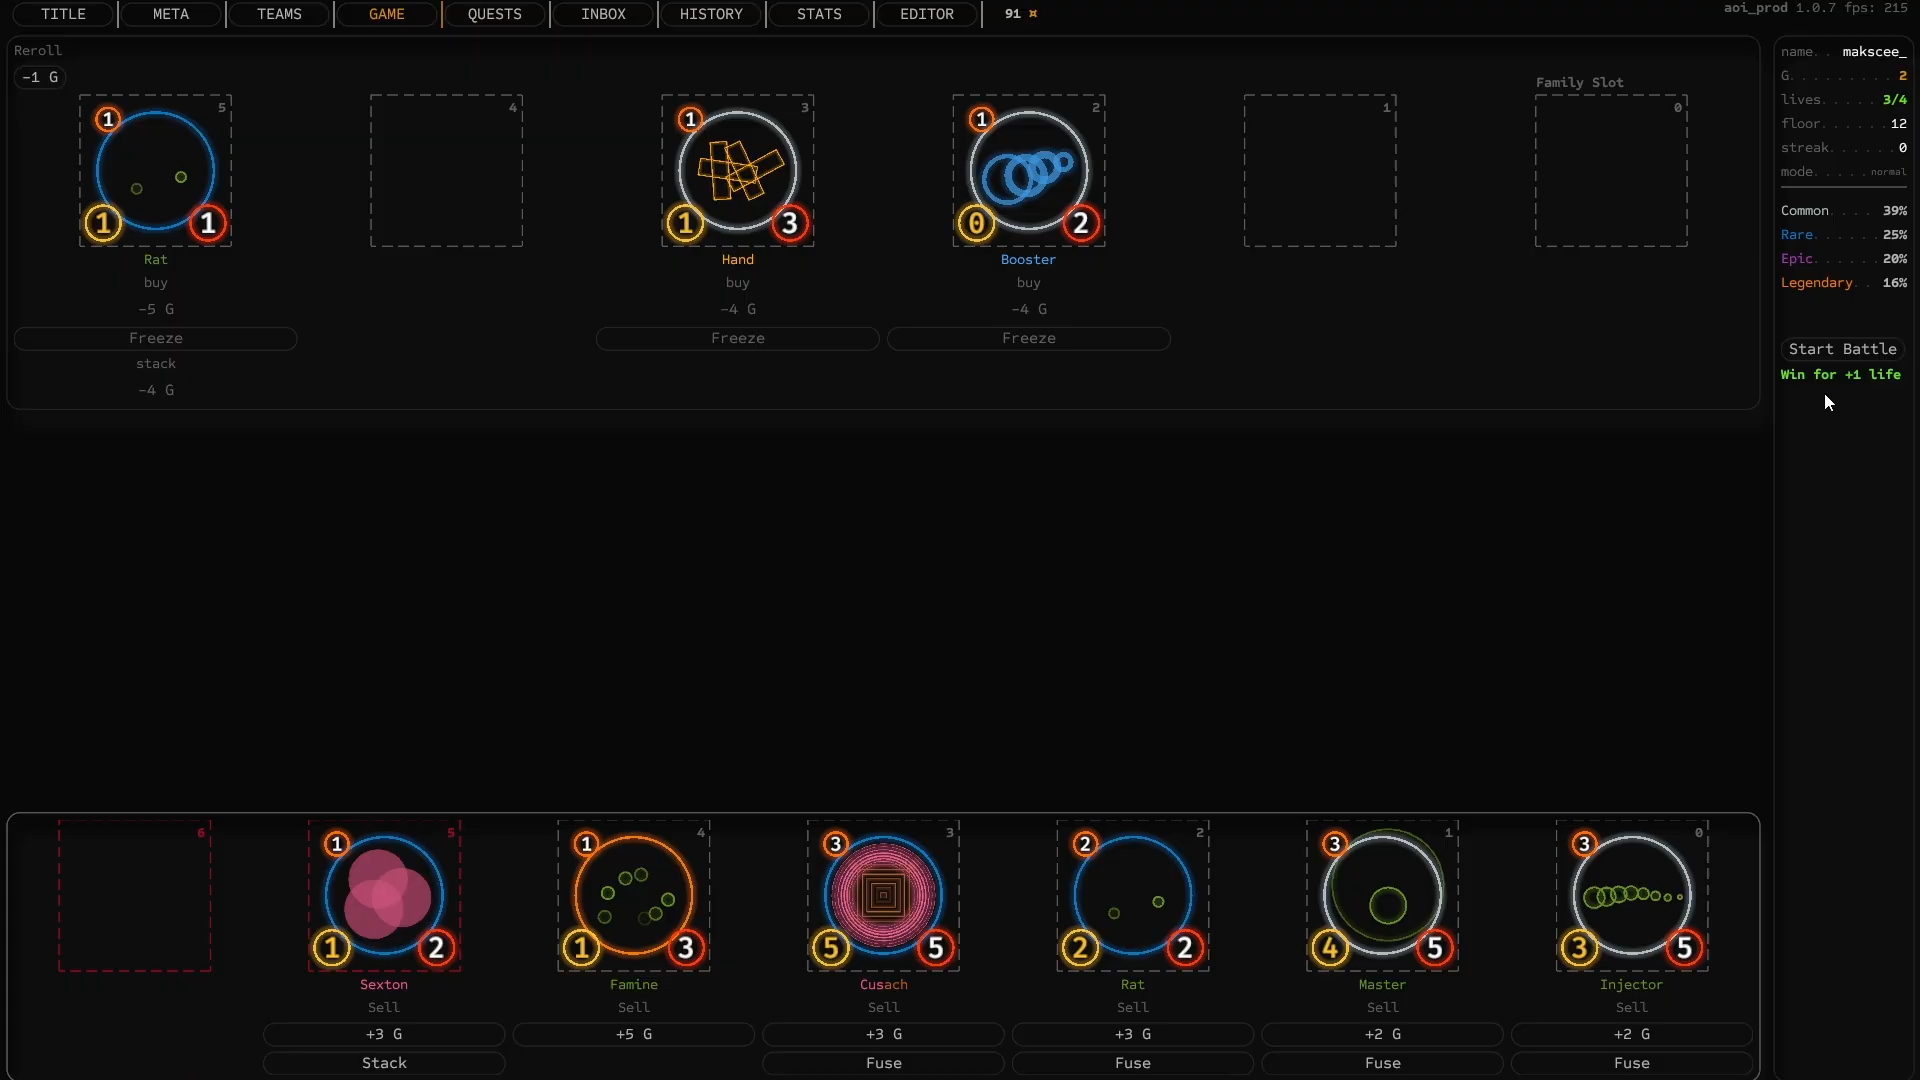 TITLE META TEAMS GAME QUESTS INBOX HISTORY STATS EDITOR 91 ¤ aoi_prod 1.0.7 fps: 215
Reroll
-1 G
Family Slot
5 4 3 2 1 0
1 1 1
1 1 1 3 0 2
Rat Hand Booster
buy buy buy
-5 G -4 G -4 G
Freeze Freeze Freeze
stack
-4 G
name. . makscee_
G. . . . . . . . . 2
lives. . . . . 3/4
floor. . . . . . 12
streak. . . . . 0
mode. . . . . normal
Common. . . . 39%
Rare. . . . . . 25%
Epic. . . . . . 20%
Legendary. . 16%
Start Battle
Win for +1 life
6 5 4 3 2 1 0
1 1 3 2 3 3
1 2 1 3 5 5 2 2 4 5 3 5
Sexton Famine Cusach Rat Master Injector
Sell Sell Sell Sell Sell Sell
+3 G +5 G +3 G +3 G +2 G +2 G
Stack Fuse Fuse Fuse Fuse